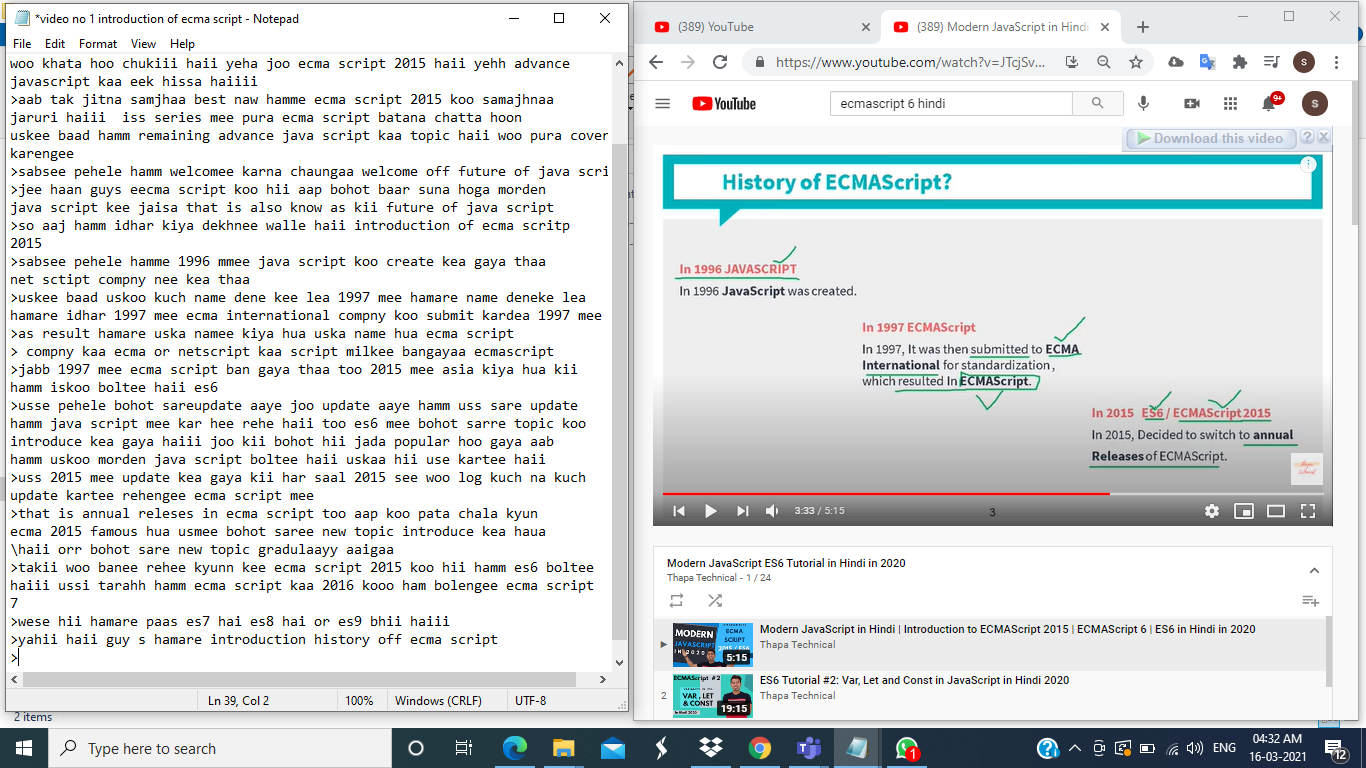 *video no 1 introduction of ecma script - Notepad
File Edit Format View Help
woo khata hoo chukiii haii yeha joo ecma script 2015 haii yehh advance
javascript kaa eek hissa haiiii
>aab tak jitna samjhaa best naw hamme ecma script 2015 koo samajhnaa
jaruri haiii  iss series mee pura ecma script batana chatta hoon
uskee baad hamm remaining advance java script kaa topic haii woo pura cover
karengee
>sabsee pehele hamm welcomee karna chaungaa welcome off future of java scri
>jee haan guys eecma script koo hii aap bohot baar suna hoga morden
java script kee jaisa that is also know as kii future of java script
>so aaj hamm idhar kiya dekhnee walle haii introduction of ecma scritp
2015
>sabsee pehele hamme 1996 mmee java script koo create kea gaya thaa
net sctipt compny nee kea thaa
>uskee baad uskoo kuch name dene kee lea 1997 mee hamare name deneke lea
hamare idhar 1997 mee ecma international compny koo submit kardea 1997 mee
>as result hamare uska namee kiya hua uska name hua ecma script
> compny kaa ecma or netscript kaa script milkee bangayaa ecmascript
>jabb 1997 mee ecma script ban gaya thaa too 2015 mee asia kiya hua kii
hamm iskoo boltee haii es6
>usse pehele bohot sareupdate aaye joo update aaye hamm uss sare update
hamm java script mee kar hee rehe haii too es6 mee bohot sarre topic koo
introduce kea gaya haiii joo kii bohot hii jada popular hoo gaya aab
hamm uskoo morden java script boltee haii uskaa hii use kartee haii
>uss 2015 mee update kea gaya kii har saal 2015 see woo log kuch na kuch
update kartee rehengee ecma script mee
>that is annual releses in ecma script too aap koo pata chala kyun
ecma 2015 famous hua usmee bohot saree new topic introduce kea haua
\haii orr bohot sare new topic gradulaayy aaigaa
>takii woo banee rehee kyunn kee ecma script 2015 koo hii hamm es6 boltee
haiii ussi tarahh hamm ecma script kaa 2016 kooo ham bolengee ecma script
7
>wese hii hamare paas es7 hai es8 hai or es9 bhii haiii
>yahii haii guy s hamare introduction history off ecma script
>
Ln 39, Col 2 100% Windows (CRLF) UTF-8
2 items
(389) YouTube
(389) Modern JavaScript in Hindi
https://www.youtube.com/watch?v=JTcjSv...
S
YouTube
ecmascript 6 hindi
9+
S
Download this video ? X
History of ECMAScript?
In 1996 JAVASCRIPT
In 1996 JavaScript was created.
In 1997 ECMAScript
In 1997, It was then submitted to ECMA
International for standardization,
which resulted In ECMAScript.
In 2015 ES6 / ECMAScript 2015
In 2015, Decided to switch to annual
Releases of ECMAScript.
3:33 / 5:15
3
Modern JavaScript ES6 Tutorial in Hindi in 2020
Thapa Technical - 1 / 24
MODERN
JAVASCRIPT
IN 2020
ECMA
SCRIPT
2015 / ES6
5:15
Modern JavaScript in Hindi | Introduction to ECMAScript 2015 | ECMAScript 6 | ES6 in Hindi in 2020
Thapa Technical
2
ECMAScript #2
VAR, LET
& CONST
19:15
ES6 Tutorial #2: Var, Let and Const in JavaScript in Hindi 2020
Thapa Technical
Type here to search
1
ENG
04:32 AM
16-03-2021
12